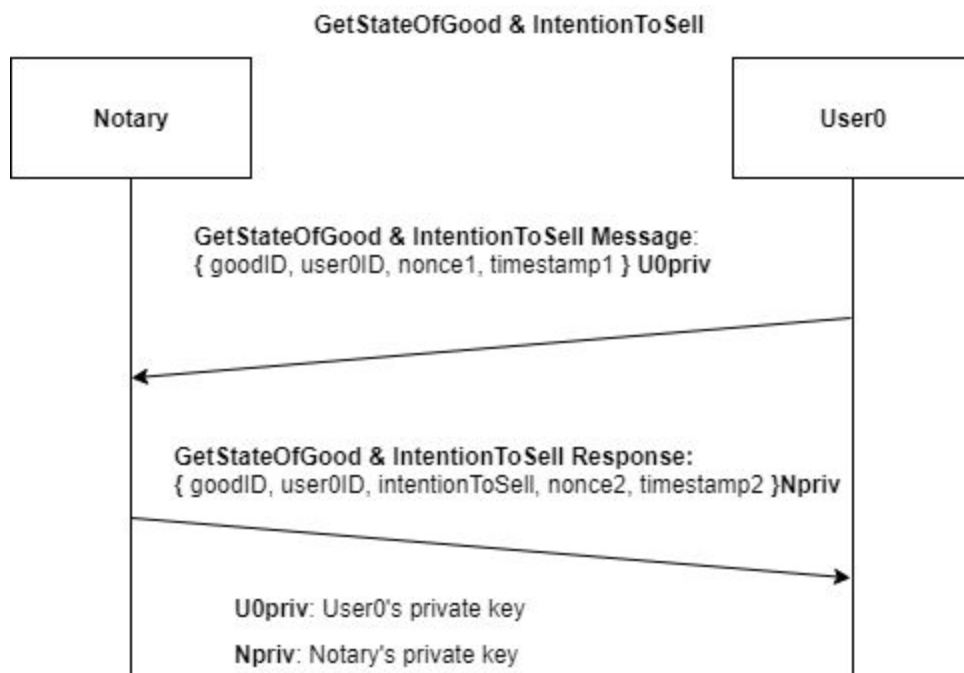 GetStateOfGood & IntentionToSell
Notary
User0
GetStateOfGood & IntentionToSell Message:
{ goodID, user0ID, nonce1, timestamp1 } U0priv
GetStateOfGood & IntentionToSell Response:
{ goodID, user0ID, intentionToSell, nonce2, timestamp2 }Npriv
U0priv: User0's private key
Npriv: Notary's private key